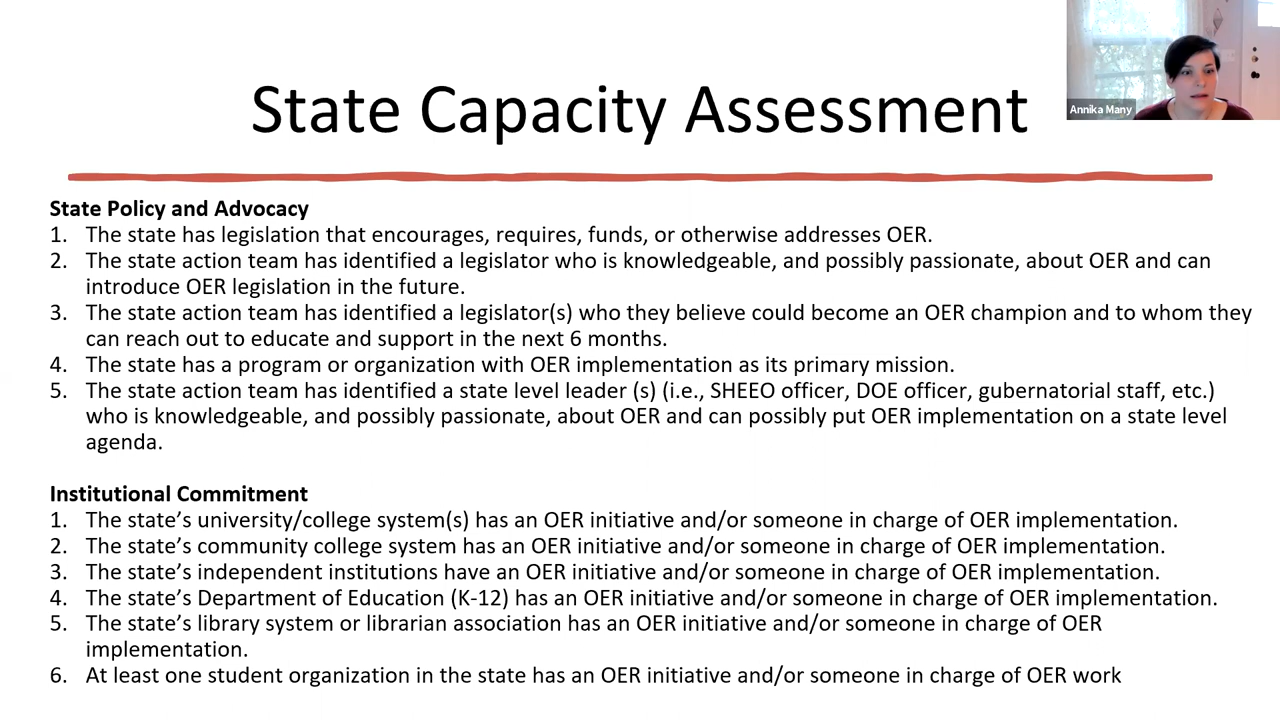 State Capacity Assessment
Annika Many
State Policy and Advocacy
1. The state has legislation that encourages, requires, funds, or otherwise addresses OER.
2. The state action team has identified a legislator who is knowledgeable, and possibly passionate, about OER and can
introduce OER legislation in the future.
3. The state action team has identified a legislator(s) who they believe could become an OER champion and to whom they
can reach out to educate and support in the next 6 months.
4. The state has a program or organization with OER implementation as its primary mission.
5. The state action team has identified a state level leader (s) (i.e., SHEEO officer, DOE officer, gubernatorial staff, etc.)
who is knowledgeable, and possibly passionate, about OER and can possibly put OER implementation on a state level
agenda.
Institutional Commitment
1. The state’s university/college system(s) has an OER initiative and/or someone in charge of OER implementation.
2. The state’s community college system has an OER initiative and/or someone in charge of OER implementation.
3. The state’s independent institutions have an OER initiative and/or someone in charge of OER implementation.
4. The state’s Department of Education (K-12) has an OER initiative and/or someone in charge of OER implementation.
5. The state’s library system or librarian association has an OER initiative and/or someone in charge of OER
implementation.
6. At least one student organization in the state has an OER initiative and/or someone in charge of OER work